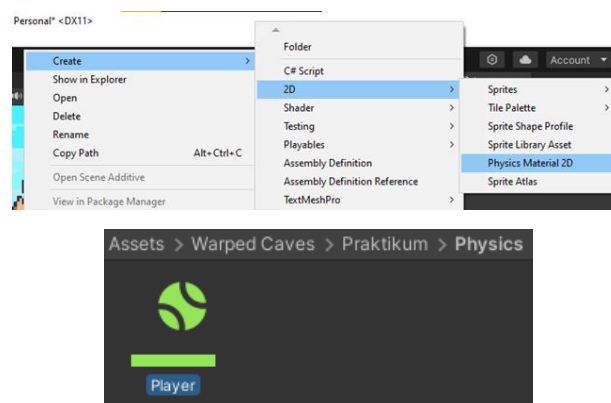 Personal* <DX11>
Create >
Show in Explorer
Open
Delete
Rename
Copy Path Alt+Ctrl+C
Open Scene Additive
View in Package Manager
Folder
C# Script
2D >
Shader >
Testing >
Playables >
Assembly Definition
Assembly Definition Reference
TextMeshPro >
Account
Sprites >
Tile Palette >
Sprite Shape Profile
Sprite Library Asset
Physics Material 2D
Sprite Atlas
Assets > Warped Caves > Praktikum > Physics
Player